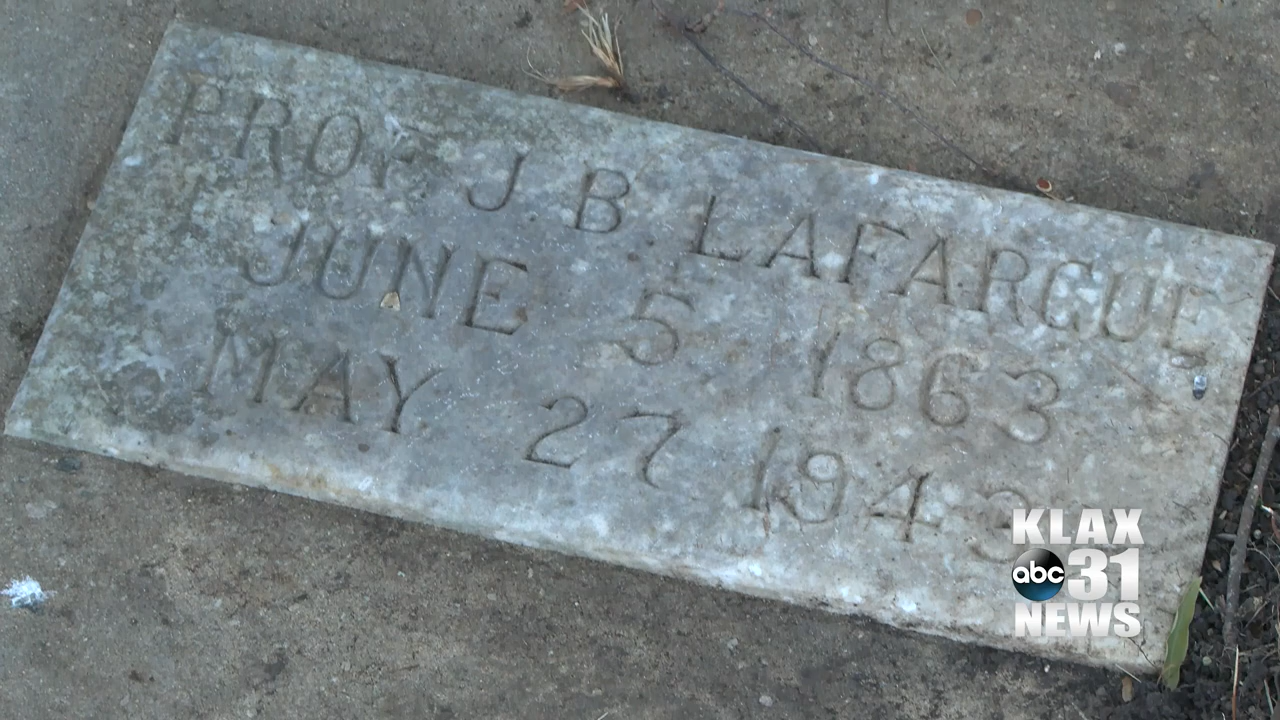 PROF J B LAFARGUE
JUNE 5 1863
MAY 27 1943
KLAX
abc 31
NEWS